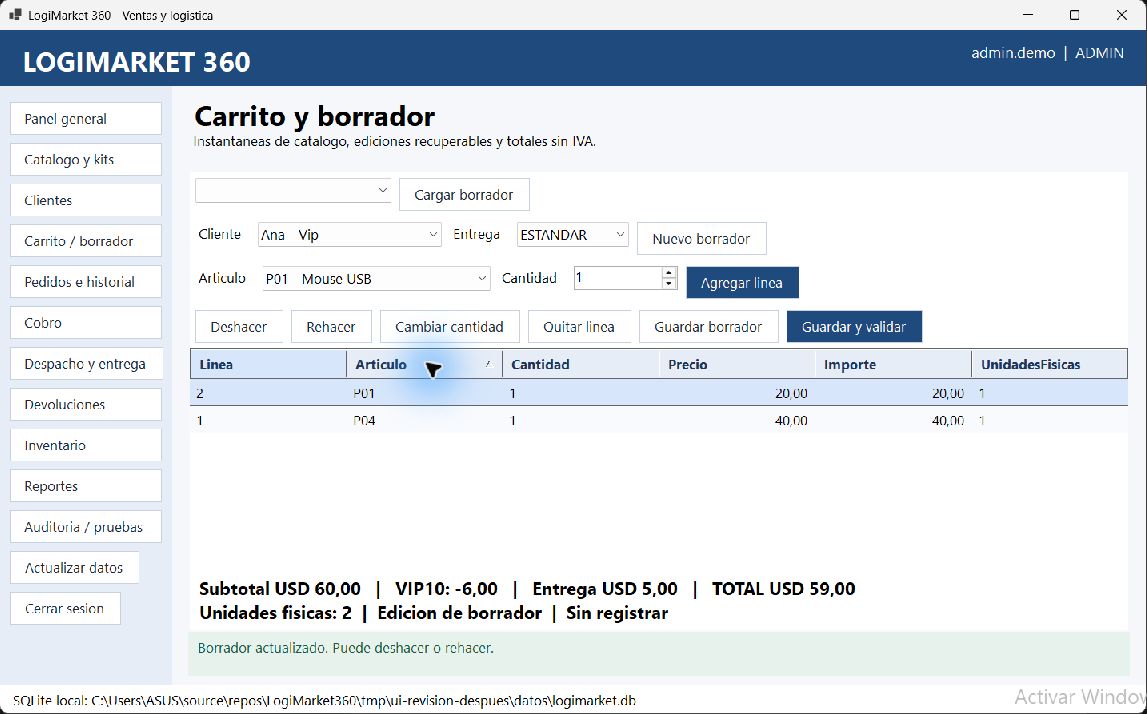 LogiMarket 360 Ventas y logistica
LOGIMARKET 360
admin.demo | ADMIN
Panel general
Catalogo y kits
Clientes
Carrito / borrador
Pedidos e historial
Cobro
Despacho y entrega
Devoluciones
Inventario
Reportes
Auditoria / pruebas
Actualizar datos
Cerrar sesion
Carrito y borrador
Instantaneas de catalogo, ediciones recuperables y totales sin IVA.
Cargar borrador
Cliente Ana Vip Entrega ESTANDAR Nuevo borrador
Articulo P01 Mouse USB Cantidad 1 Agregar linea
Deshacer Rehacer Cambiar cantidad Quitar linea Guardar borrador Guardar y validar
Linea Articulo Cantidad Precio Importe UnidadesFisicas
2 P01 1 20,00 20,00 1
1 P04 1 40,00 40,00 1
Subtotal USD 60,00 | VIP10: -6,00 | Entrega USD 5,00 | TOTAL USD 59,00
Unidades fisicas: 2 | Edicion de borrador | Sin registrar
Borrador actualizado. Puede deshacer o rehacer.
SQLite local: C:\Users\ASUS\source\repos\LogiMarket360\tmp\ui-revision-despues\datos\logimarket.db
Activar Window